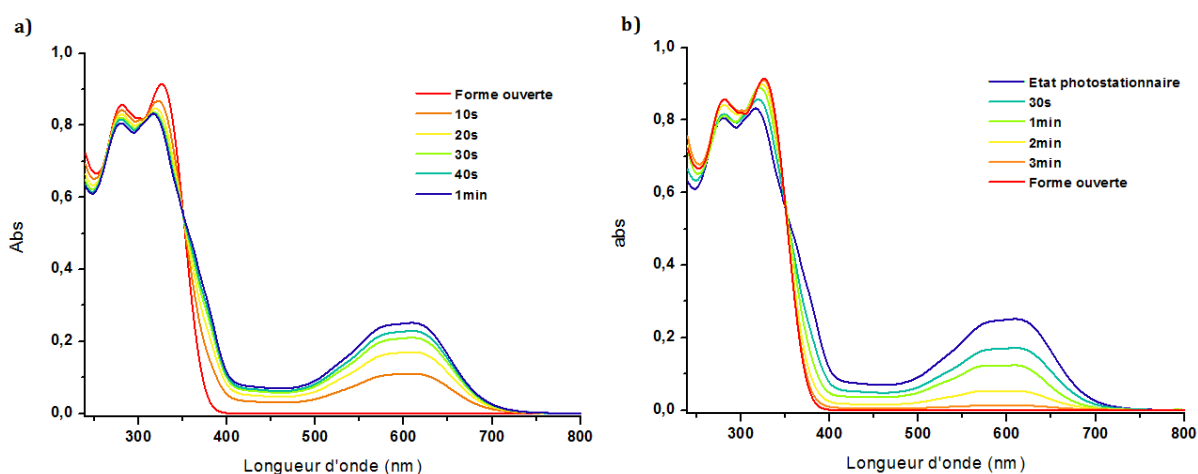 a)
1,0
0,8
0,6
0,4
0,2
0,0
Abs
300 400 500 600 700 800
Longueur d'onde (nm)
Forme ouverte
10s
20s
30s
40s
1min
b)
1,0
0,8
0,6
0,4
0,2
0,0
abs
300 400 500 600 700 800
Longueur d'onde (nm)
Etat photostationnaire
30s
1min
2min
3min
Forme ouverte